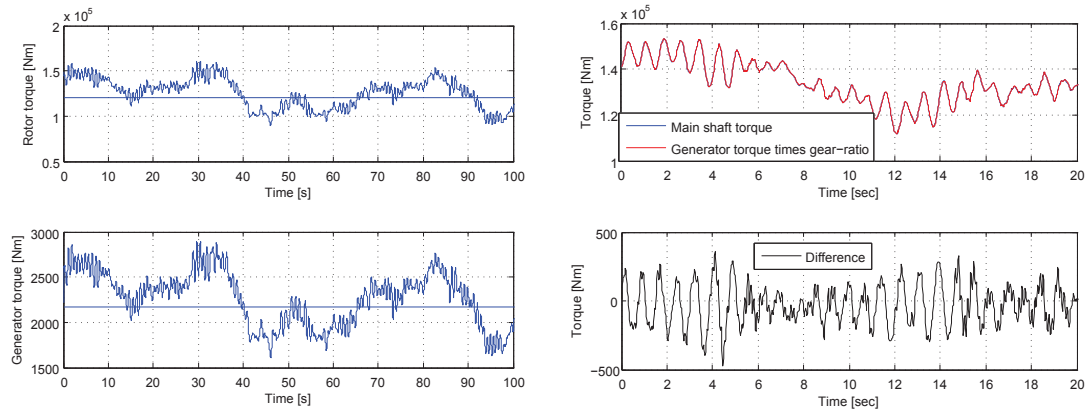 x 10⁵
2
1.5
1
0.5
Rotor torque [Nm]
0 10 20 30 40 50 60 70 80 90 100
Time [s]
3000
2500
2000
1500
Generator torque [Nm]
0 10 20 30 40 50 60 70 80 90 100
Time [s]
x 10⁵
1.6
1.4
1.2
1
Torque [Nm]
Main shaft torque
Generator torque times gear−ratio
0 2 4 6 8 10 12 14 16 18 20
Time [sec]
500
0
−500
Torque [Nm]
Difference
0 2 4 6 8 10 12 14 16 18 20
Time [sec]